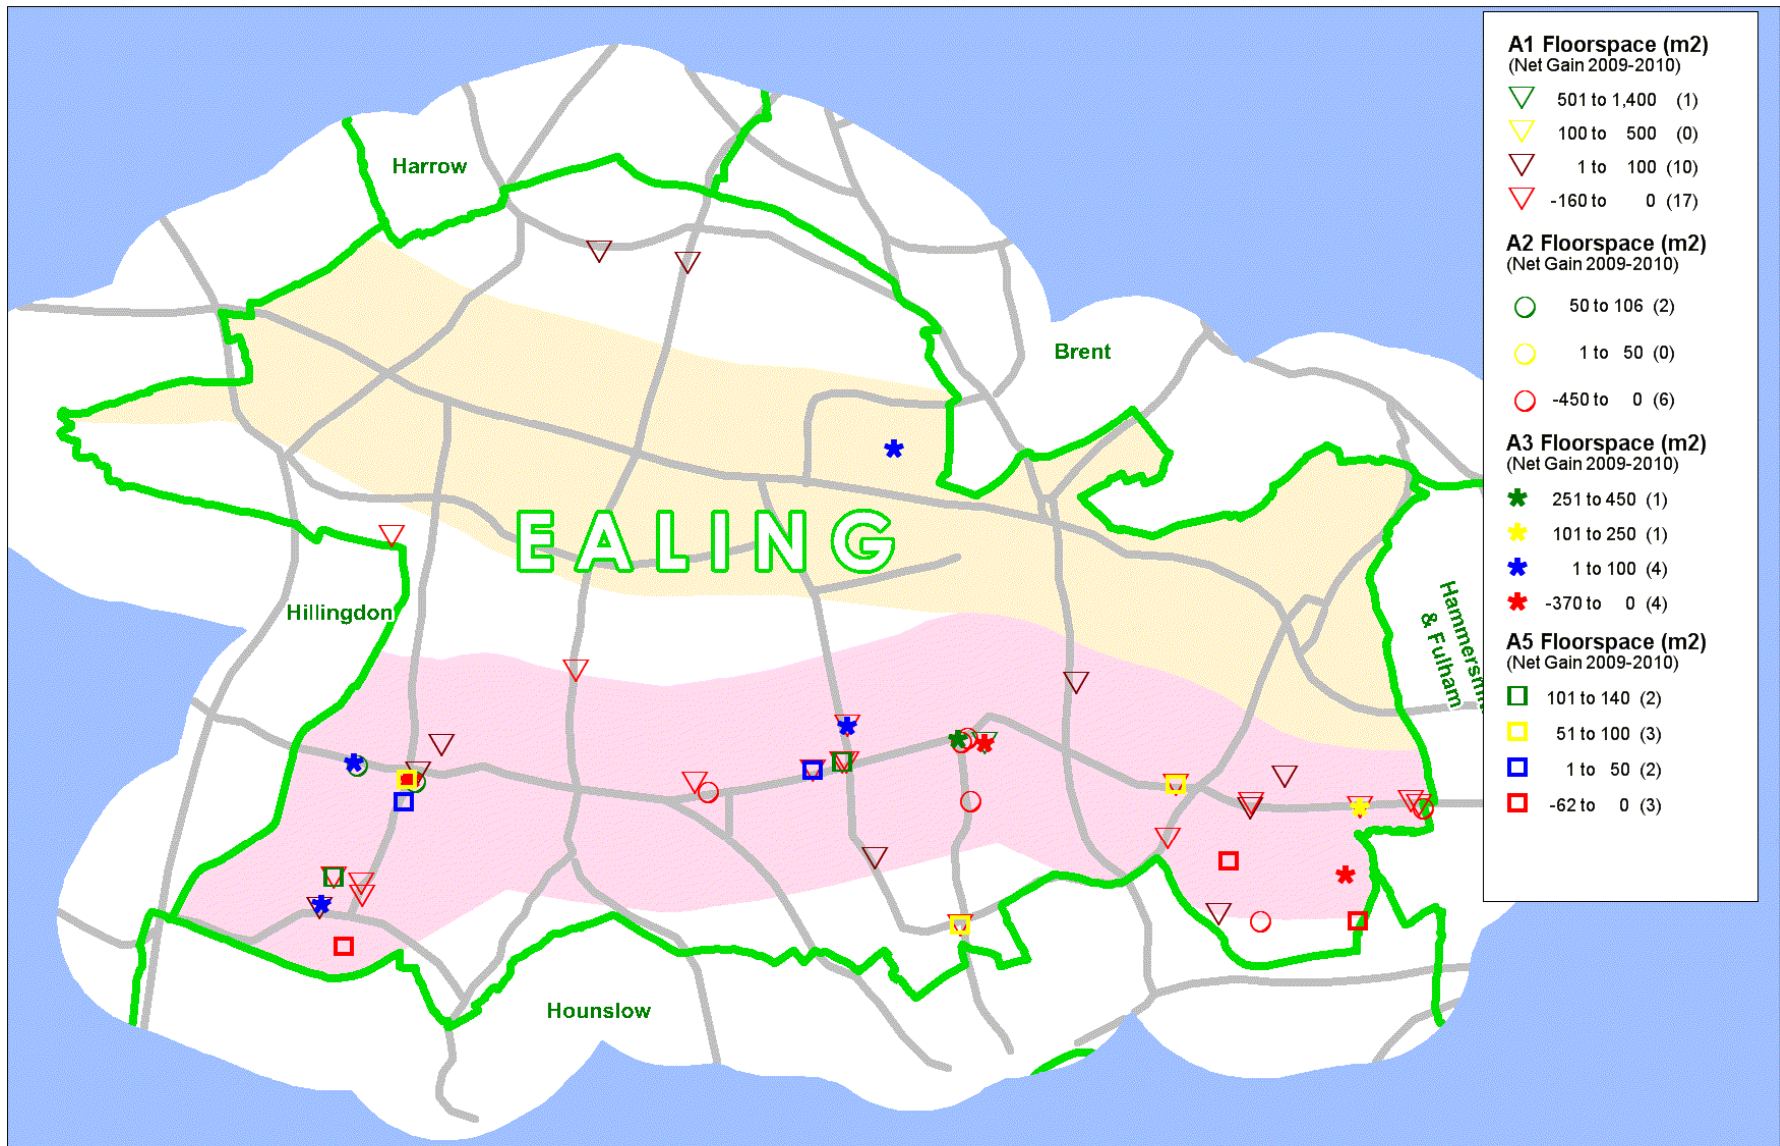 Harrow
Brent
EALING
Hillingdon
& Fulham
Hounslow
A1 Floorspace (m2)
(Net Gain 2009-2010)
501 to 1,400 (1)
100 to 500 (0)
1 to 100 (10)
-160 to 0 (17)
A2 Floorspace (m2)
(Net Gain 2009-2010)
50 to 106 (2)
1 to 50 (0)
-450 to 0 (6)
A3 Floorspace (m2)
(Net Gain 2009-2010)
251 to 450 (1)
101 to 250 (1)
1 to 100 (4)
-370 to 0 (4)
A5 Floorspace (m2)
(Net Gain 2009-2010)
101 to 140 (2)
51 to 100 (3)
1 to 50 (2)
-62 to 0 (3)